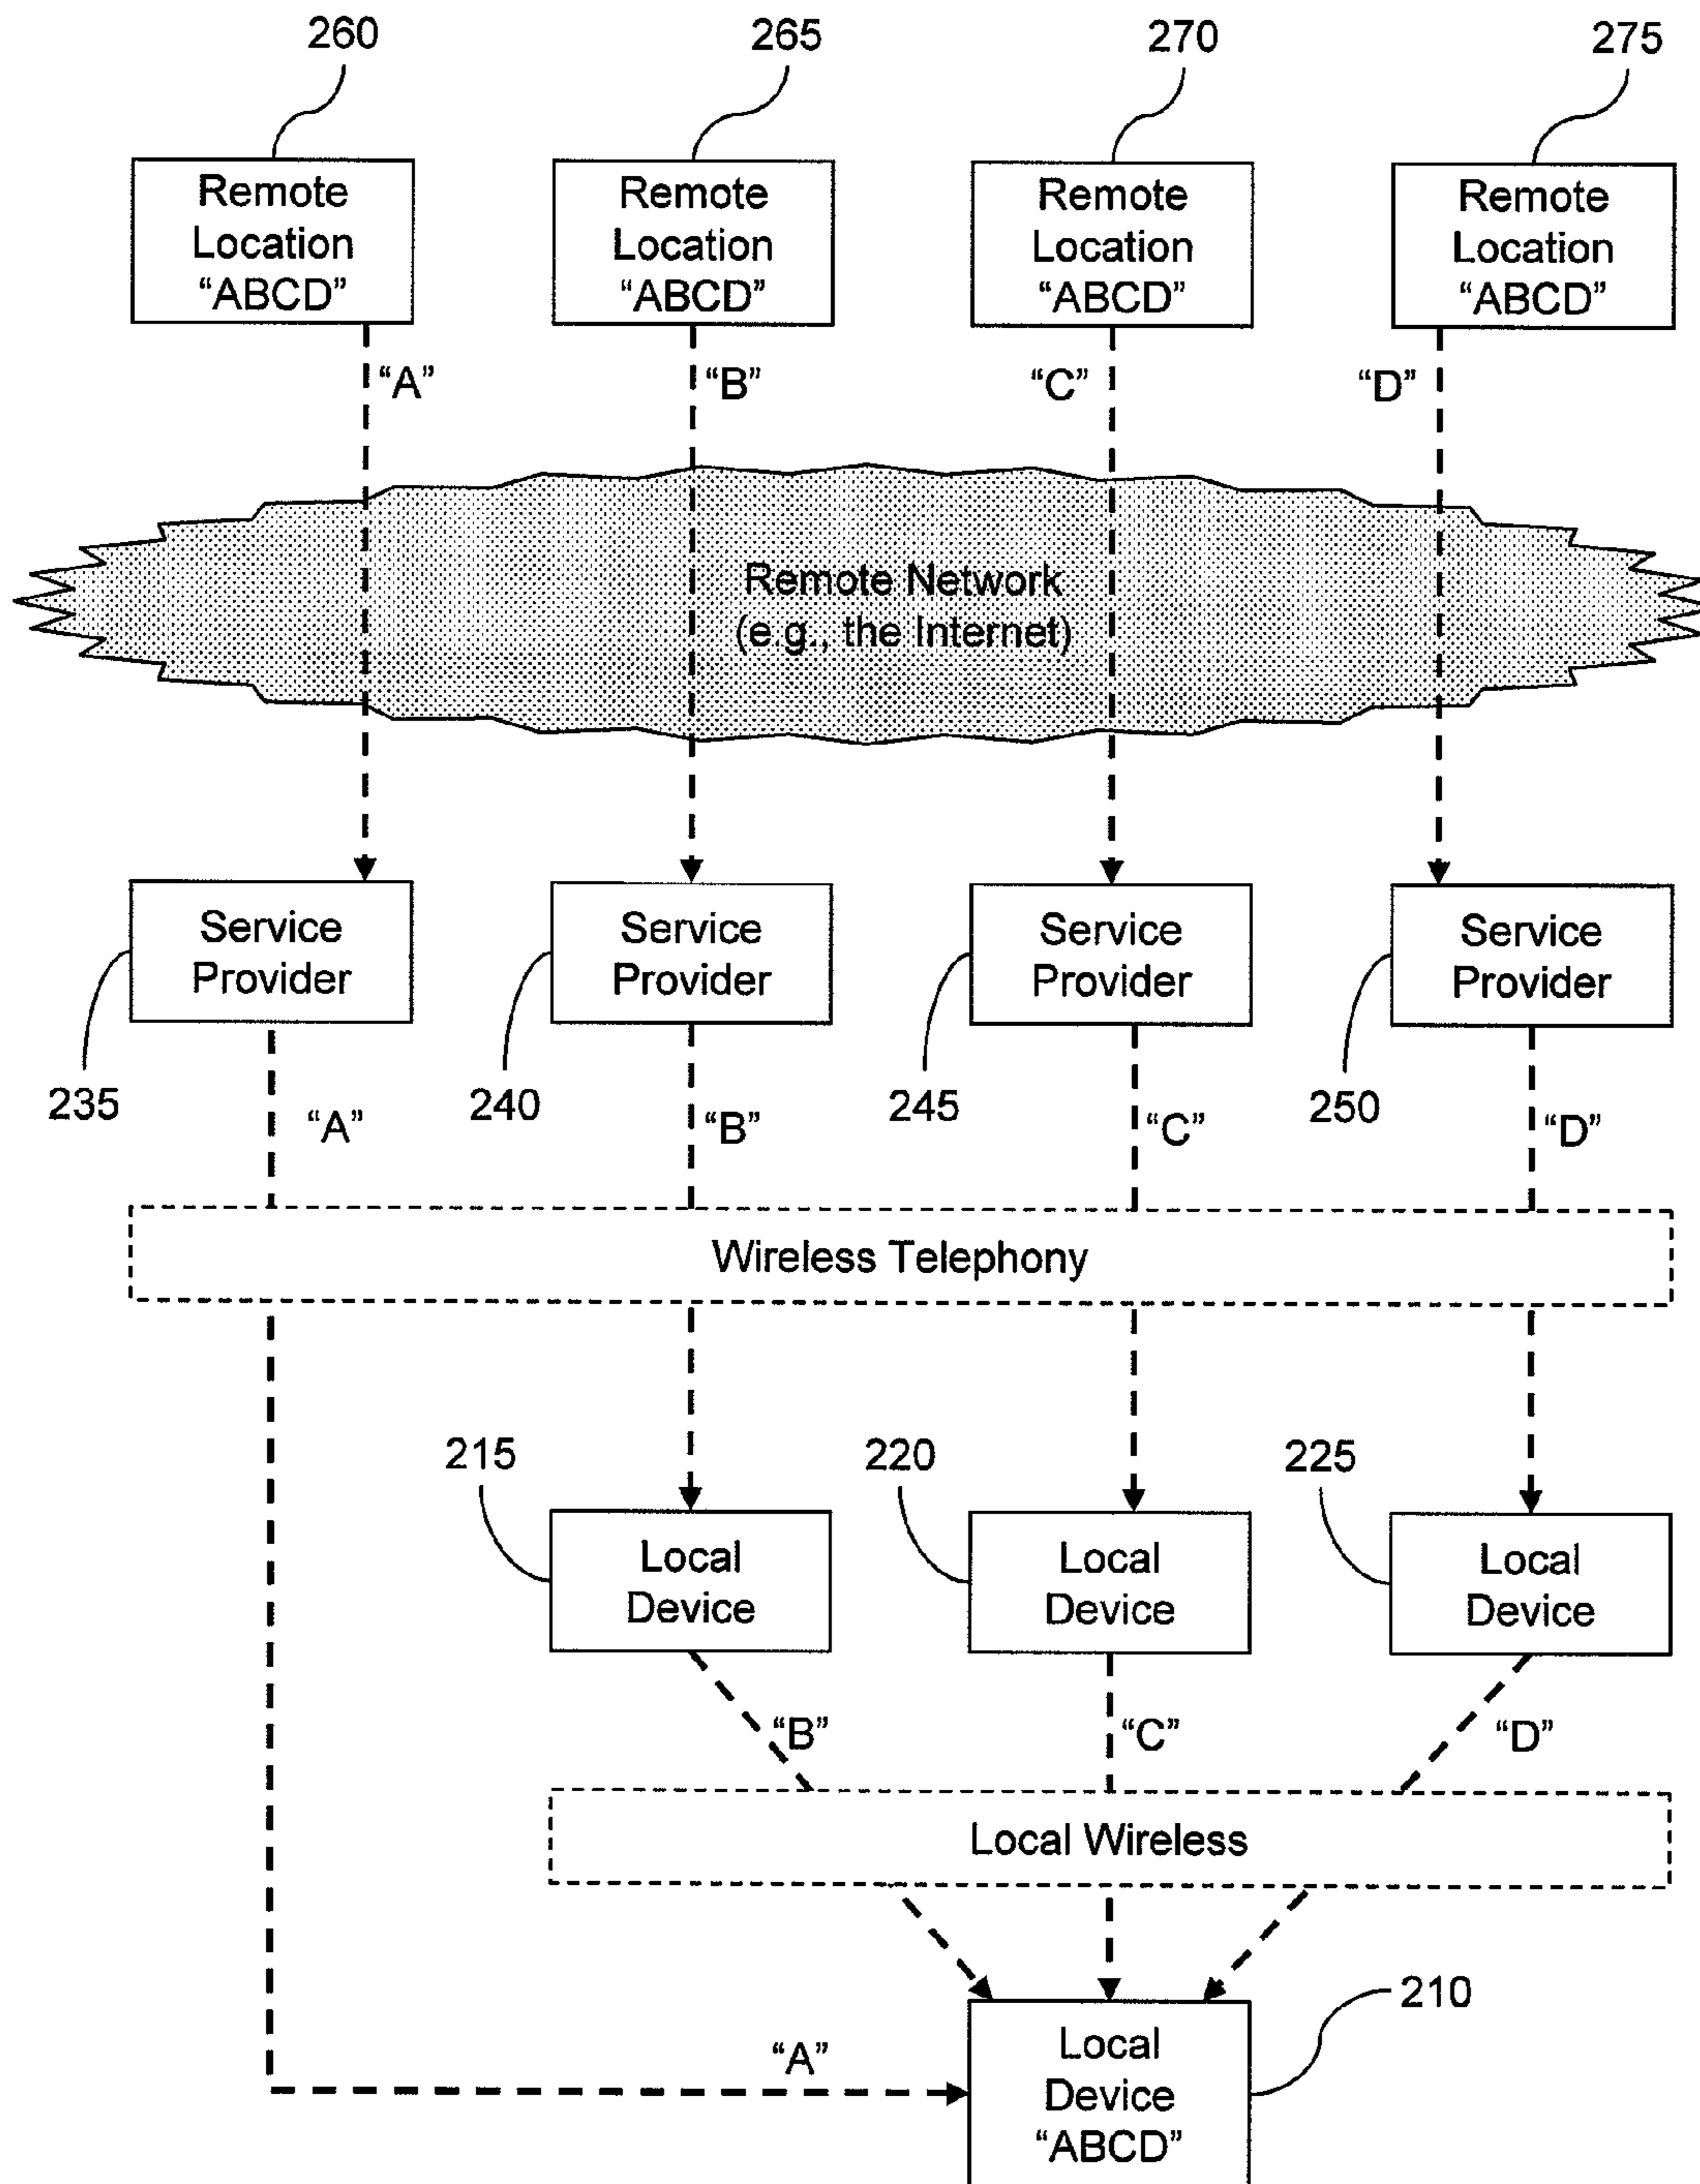 260
265
270
275
Remote
Location
“ABCD”
Remote
Location
“ABCD”
Remote
Location
“ABCD”
Remote
Location
“ABCD”
“A”
“B”
“C”
“D”
Remote Network
(e.g., the Internet)
Service
Provider
Service
Provider
Service
Provider
Service
Provider
235
240
245
250
“A”
“B”
“C”
“D”
Wireless Telephony
215
220
225
Local
Device
Local
Device
Local
Device
“B”
“C”
“D”
Local Wireless
210
“A”
Local
Device
“ABCD”